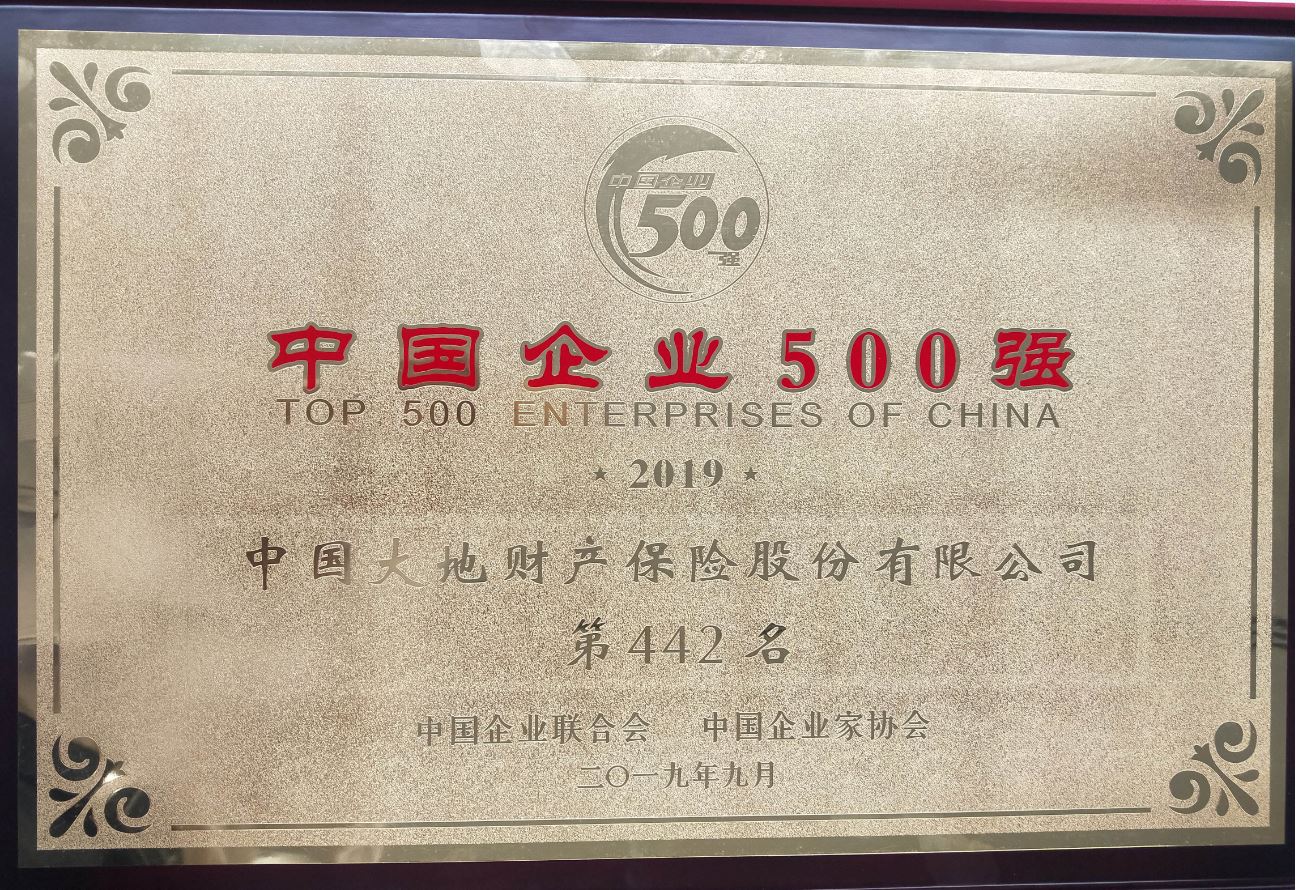 中国企业
500
强
中国企业500强
TOP 500 ENTERPRISES OF CHINA
★ 2019 ★
中国大地财产保险股份有限公司
第442名
中国企业联合会 中国企业家协会
二〇一九年九月